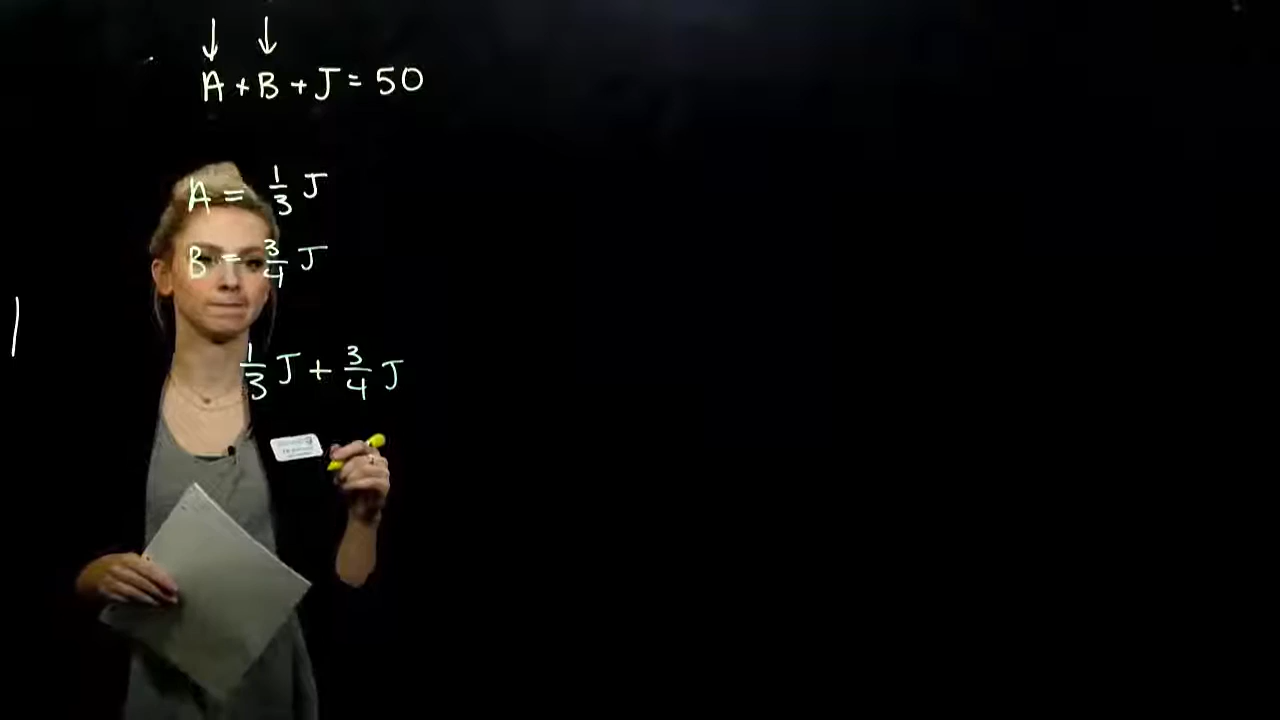 A + B + J = 50
A = 1/3 J
B = 3/4 J
1/3 J + 3/4 J